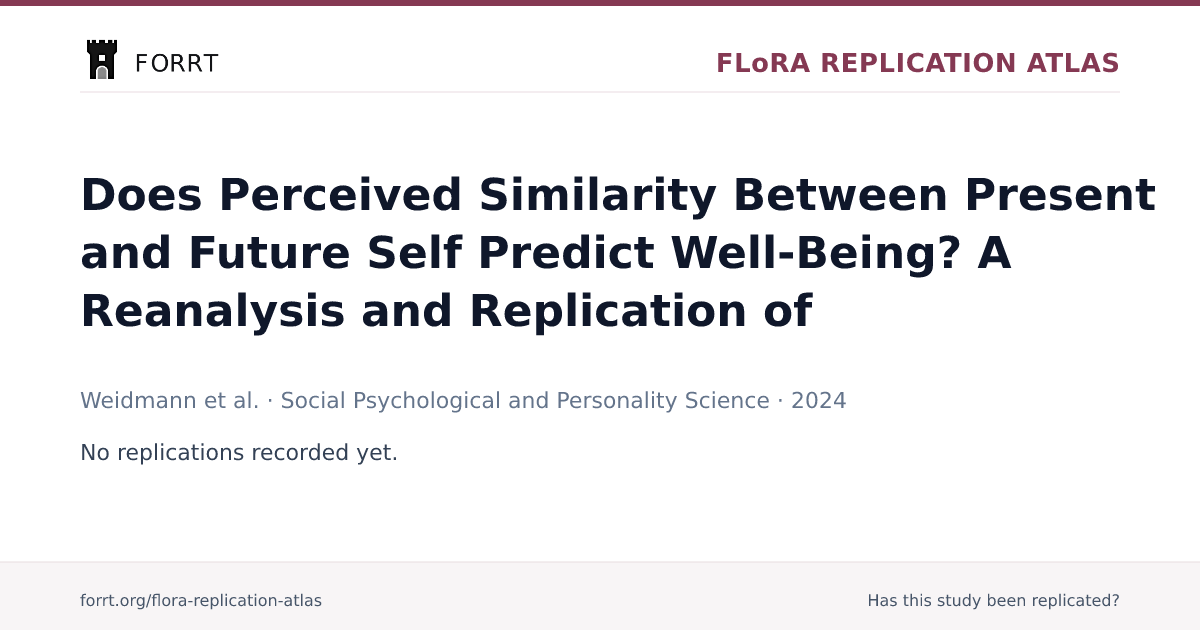 FORRT
FLoRA REPLICATION ATLAS
Does Perceived Similarity Between Present
and Future Self Predict Well-Being? A
Reanalysis and Replication of
Weidmann et al. · Social Psychological and Personality Science · 2024
No replications recorded yet.
forrt.org/flora-replication-atlas
Has this study been replicated?